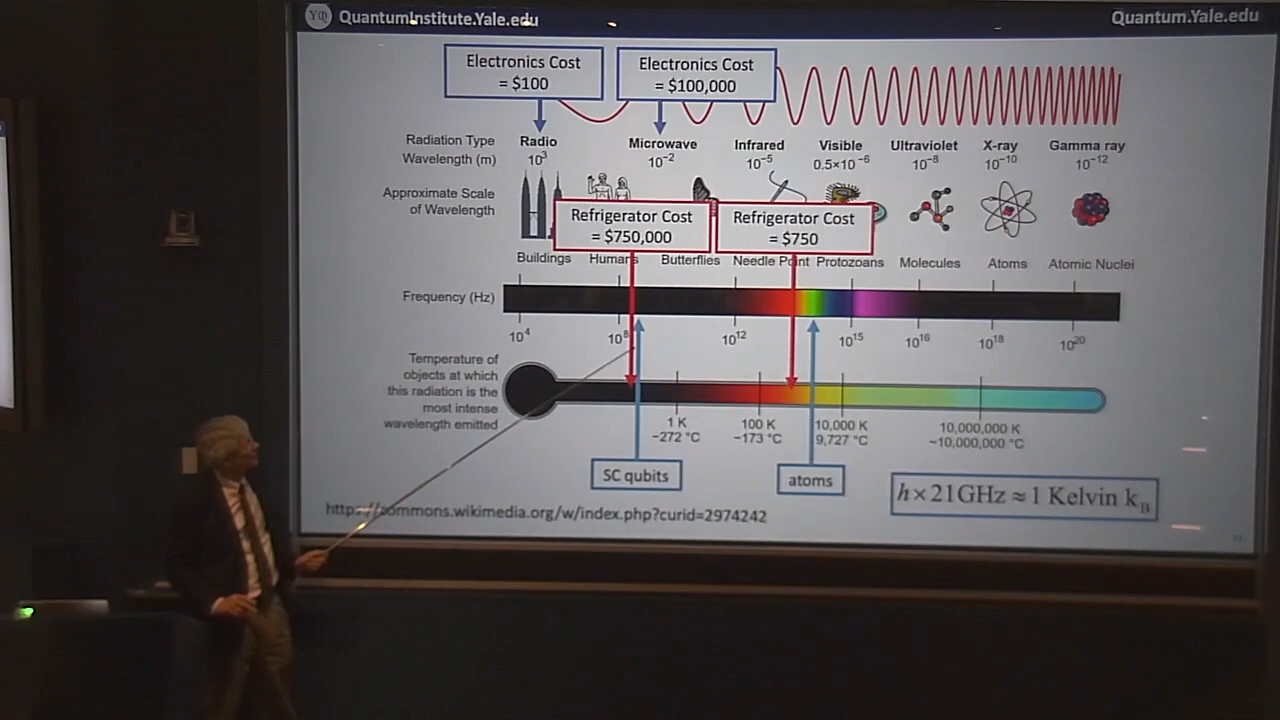 YQ QuantumInstitute.Yale.edu
Quantum.Yale.edu
Electronics Cost
= $100
Electronics Cost
= $100,000
Radiation Type
Radio Microwave Infrared Visible Ultraviolet X-ray Gamma ray
Wavelength (m)
10³ 10⁻² 10⁻⁵ 0.5×10⁻⁶ 10⁻⁸ 10⁻¹⁰ 10⁻¹²
Approximate Scale
of Wavelength
Refrigerator Cost
= $750,000
Refrigerator Cost
= $750
Buildings Humans Butterflies Needle Point Protozoans Molecules Atoms Atomic Nuclei
Frequency (Hz)
10⁴ 10⁸ 10¹² 10¹⁵ 10¹⁶ 10¹⁸ 10²⁰
Temperature of
objects at which
this radiation is the
most intense
wavelength emitted
1 K 100 K 10,000 K 10,000,000 K
−272 °C −173 °C 9,727 °C ~10,000,000 °C
SC qubits
atoms
h × 21GHz ≈ 1 Kelvin k_B
https://commons.wikimedia.org/w/index.php?curid=2974242